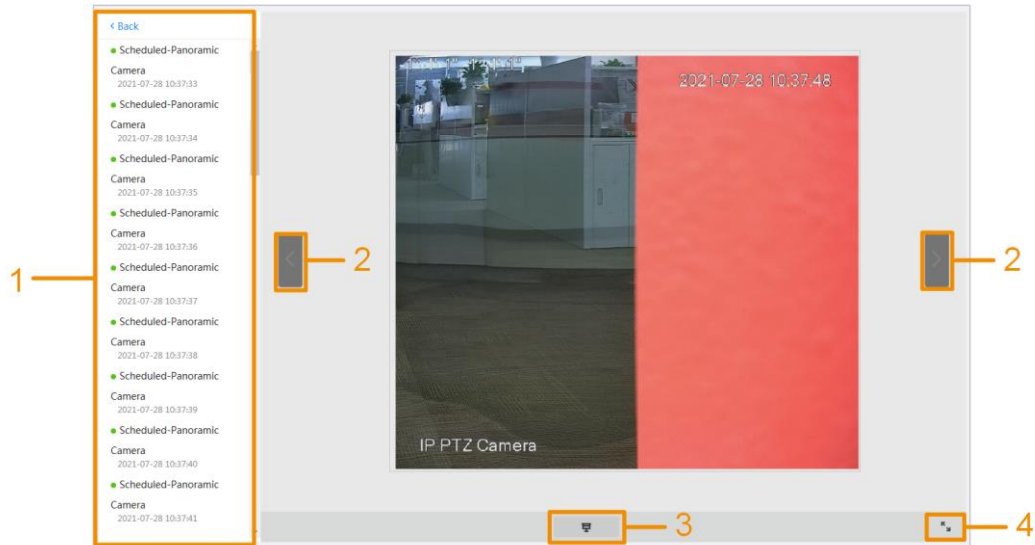 < Back
Scheduled-Panoramic
Camera
2021-07-28 10:37:33
Scheduled-Panoramic
Camera
2021-07-28 10:37:34
Scheduled-Panoramic
Camera
2021-07-28 10:37:35
Scheduled-Panoramic
Camera
2021-07-28 10:37:36
Scheduled-Panoramic
Camera
2021-07-28 10:37:37
Scheduled-Panoramic
Camera
2021-07-28 10:37:38
Scheduled-Panoramic
Camera
2021-07-28 10:37:39
Scheduled-Panoramic
Camera
2021-07-28 10:37:40
Scheduled-Panoramic
Camera
2021-07-28 10:37:41
1
2
2021-07-28 10:37:48
IP PTZ Camera
2
3
4